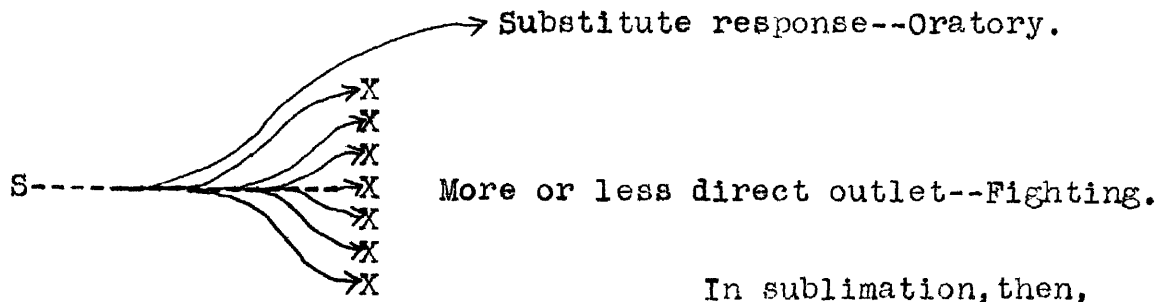 Substitute response--Oratory.
X
X
X
S-----X More or less direct outlet--Fighting.
X
X
X
In sublimation,then,